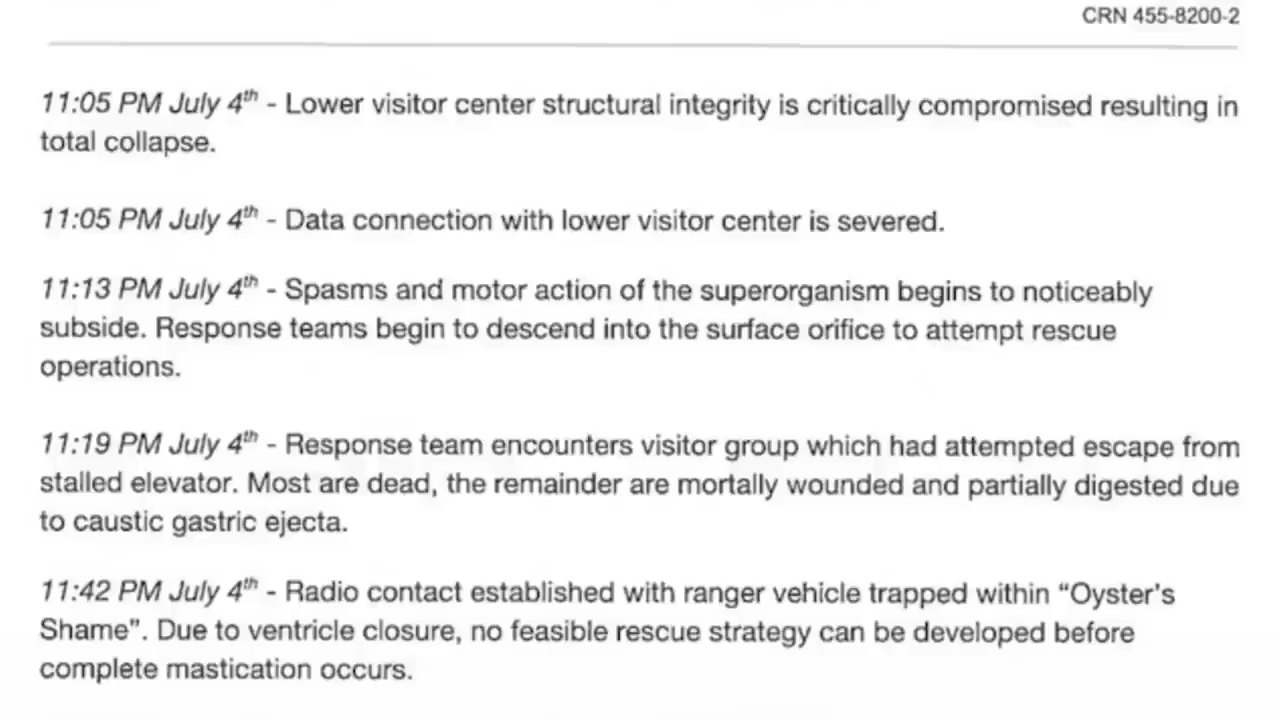 CRN 455-8200-2
11:05 PM July 4th - Lower visitor center structural integrity is critically compromised resulting in
total collapse.
11:05 PM July 4th - Data connection with lower visitor center is severed.
11:13 PM July 4th - Spasms and motor action of the superorganism begins to noticeably
subside. Response teams begin to descend into the surface orifice to attempt rescue
operations.
11:19 PM July 4th - Response team encounters visitor group which had attempted escape from
stalled elevator. Most are dead, the remainder are mortally wounded and partially digested due
to caustic gastric ejecta.
11:42 PM July 4th - Radio contact established with ranger vehicle trapped within “Oyster's
Shame”. Due to ventricle closure, no feasible rescue strategy can be developed before
complete mastication occurs.